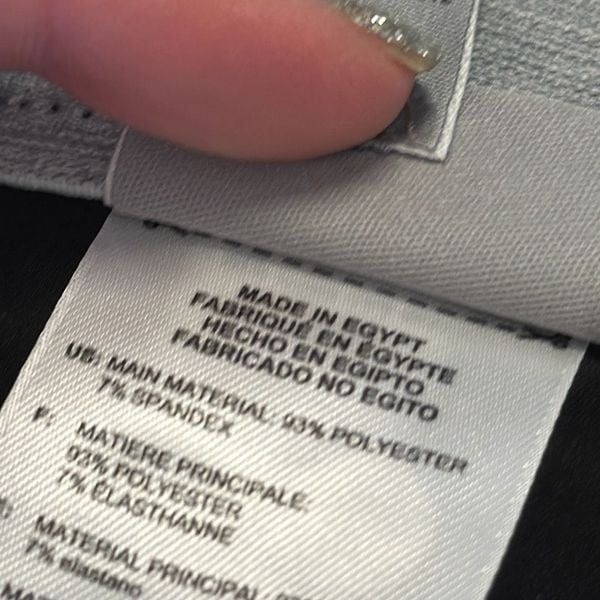 MADE IN EGYPT
FABRIQUÉ EN ÉGYPTE
HECHO EN EGIPTO
FABRICADO NO EGITO
US: MAIN MATERIAL: 93% POLYESTER
7% SPANDEX
F: MATIÈRE PRINCIPALE:
93% POLYESTER
7% ÉLASTHANNE
MATERIAL PRINCIPAL
7% elastano